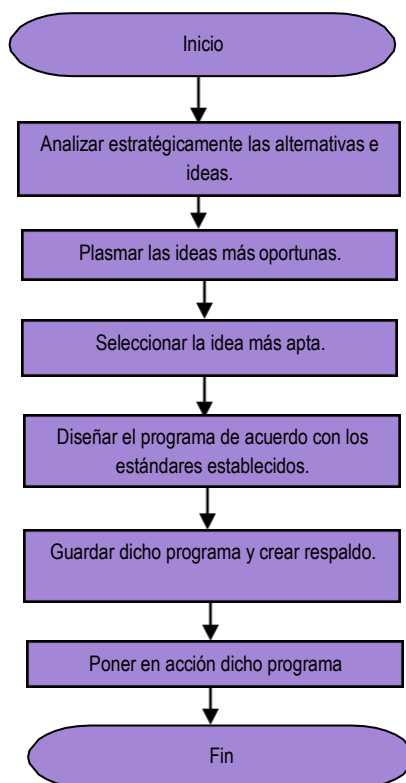 Inicio
Analizar estratégicamente las alternativas e
ideas.
Plasmar las ideas más oportunas.
Seleccionar la idea más apta.
Diseñar el programa de acuerdo con los
estándares establecidos.
Guardar dicho programa y crear respaldo.
Poner en acción dicho programa
Fin